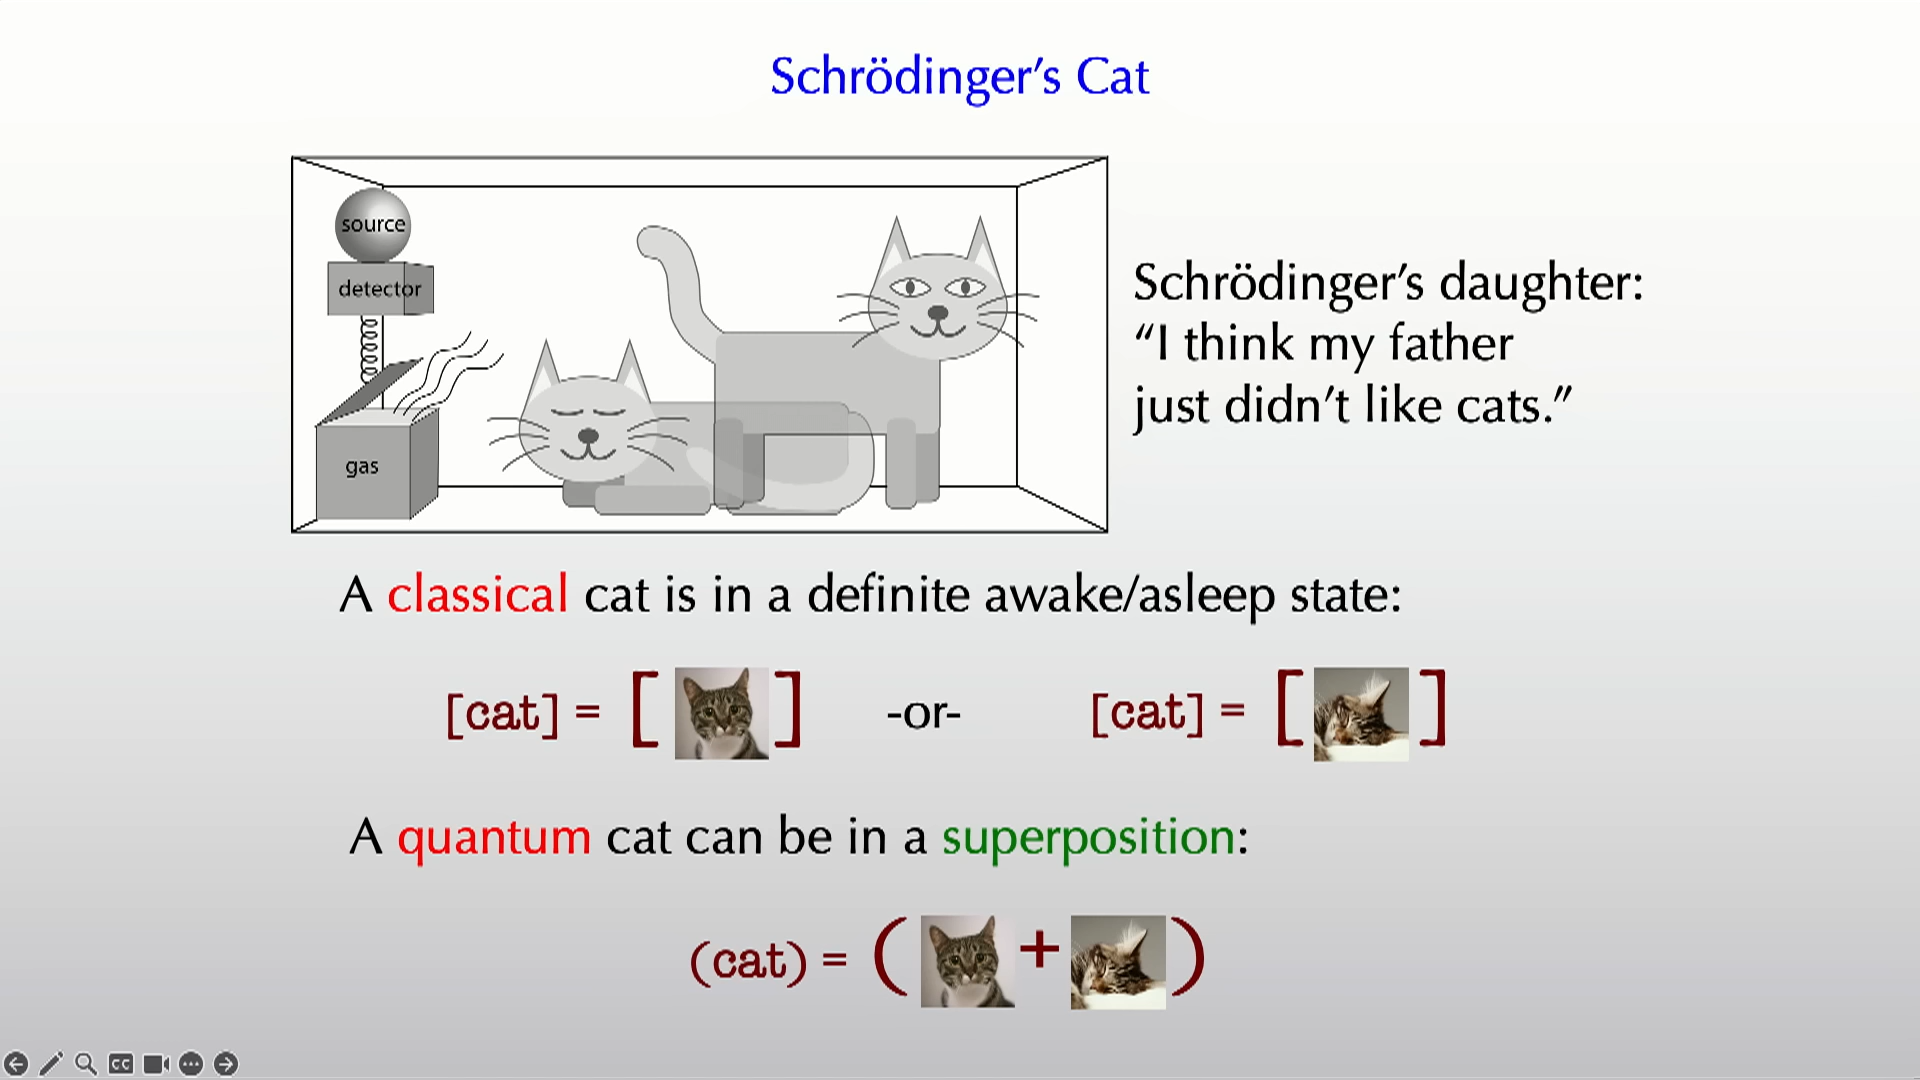 Schrödinger’s Cat
source
detector
gas
Schrödinger’s daughter:
“I think my father
just didn’t like cats.”
A classical cat is in a definite awake/asleep state:
[cat] = [ ] -or- [cat] = [ ]
A quantum cat can be in a superposition:
(cat) = ( + )
CC